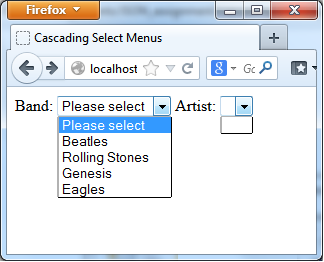 Firefox
Cascading Select Menus
localhost
Band: Please select Artist:
Please select
Beatles
Rolling Stones
Genesis
Eagles